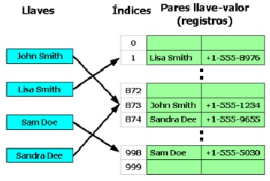 Llaves
Índices
Pares llave-valor
(registros)
John Smith
Lisa Smith
Sam Doe
Sandra Dee
0
1 Lisa Smith +1-555-8976
:
872
873 John Smith +1-555-1234
874 Sandra Dee +1-555-9655
:
998 Sam Doe +1-555-5030
999